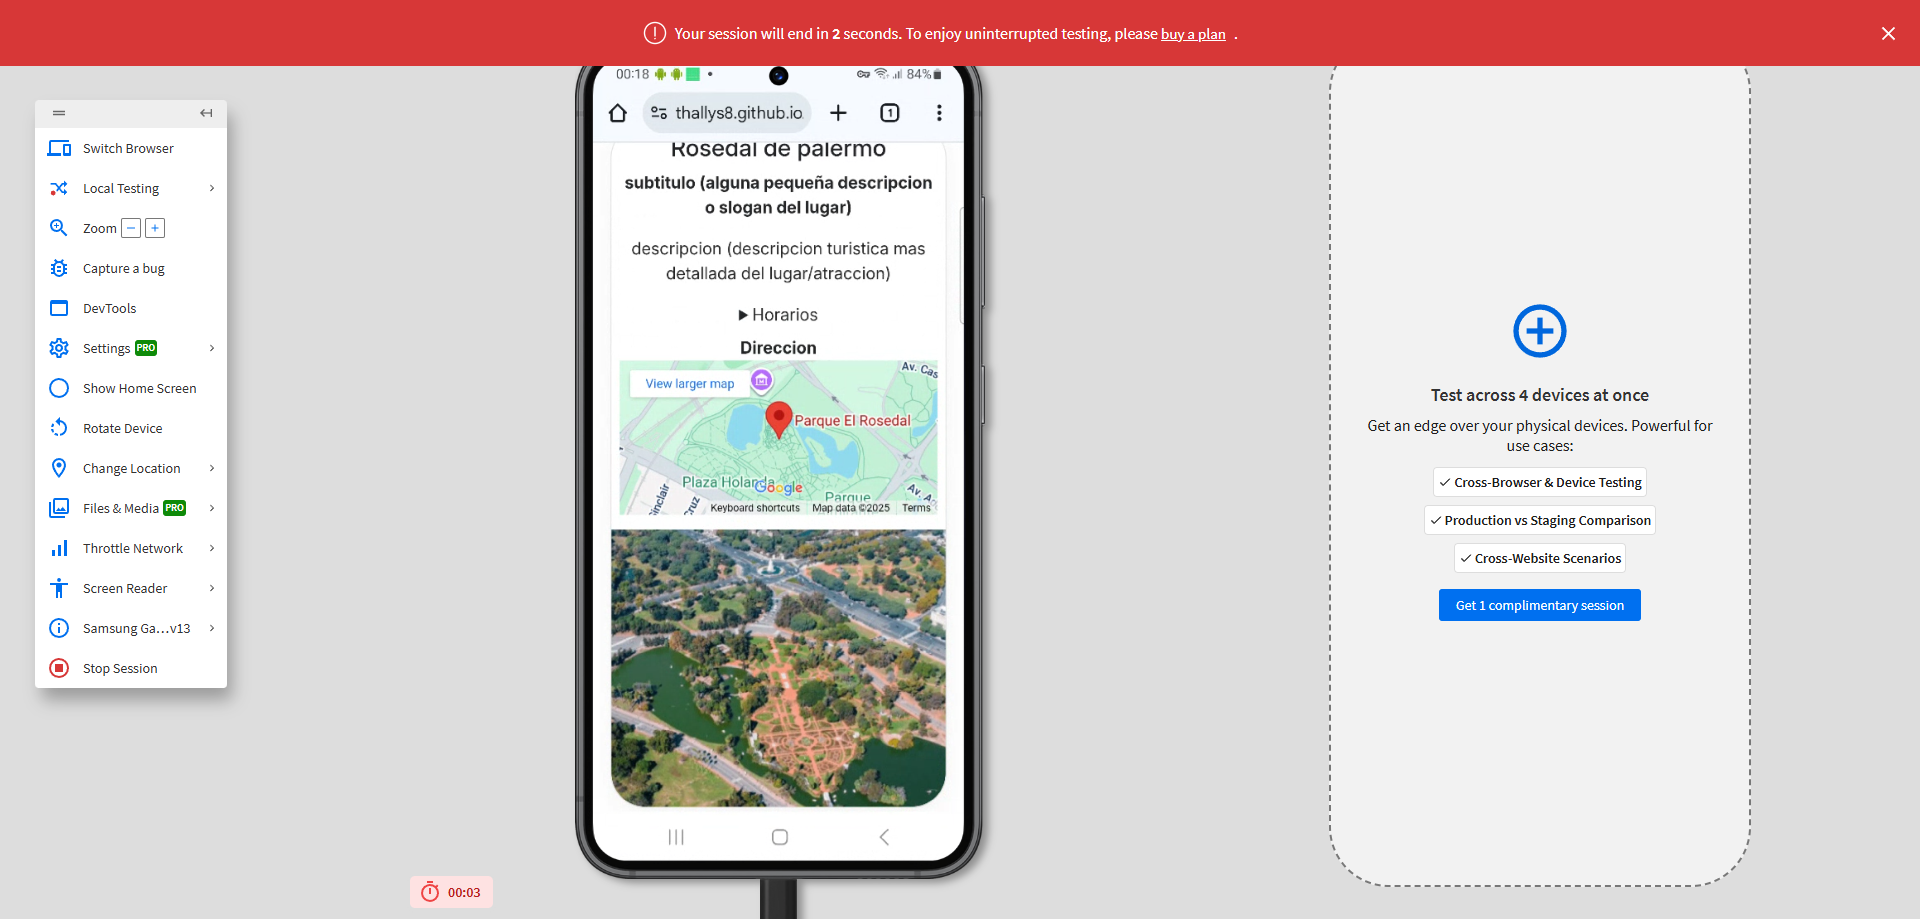 Your session will end in 2 seconds. To enjoy uninterrupted testing, please buy a plan .
Switch Browser
Local Testing
Zoom
Capture a bug
DevTools
Settings PRO
Show Home Screen
Rotate Device
Change Location
Files & Media PRO
Throttle Network
Screen Reader
Samsung Ga...v13
Stop Session
00:18
84%
thallys8.github.io
1
Rosedal de palermo
subtitulo (alguna pequeña descripcion
o slogan del lugar)
descripcion (descripcion turistica mas
detallada del lugar/atraccion)
Horarios
Direccion
View larger map
Av. Cas
Parque El Rosedal
Plaza Holanda
Google
Parque
Sinclair
Cruz
Av. A
Keyboard shortcuts
Map data ©2025
Terms
00:03
Test across 4 devices at once
Get an edge over your physical devices. Powerful for
use cases:
Cross-Browser & Device Testing
Production vs Staging Comparison
Cross-Website Scenarios
Get 1 complimentary session